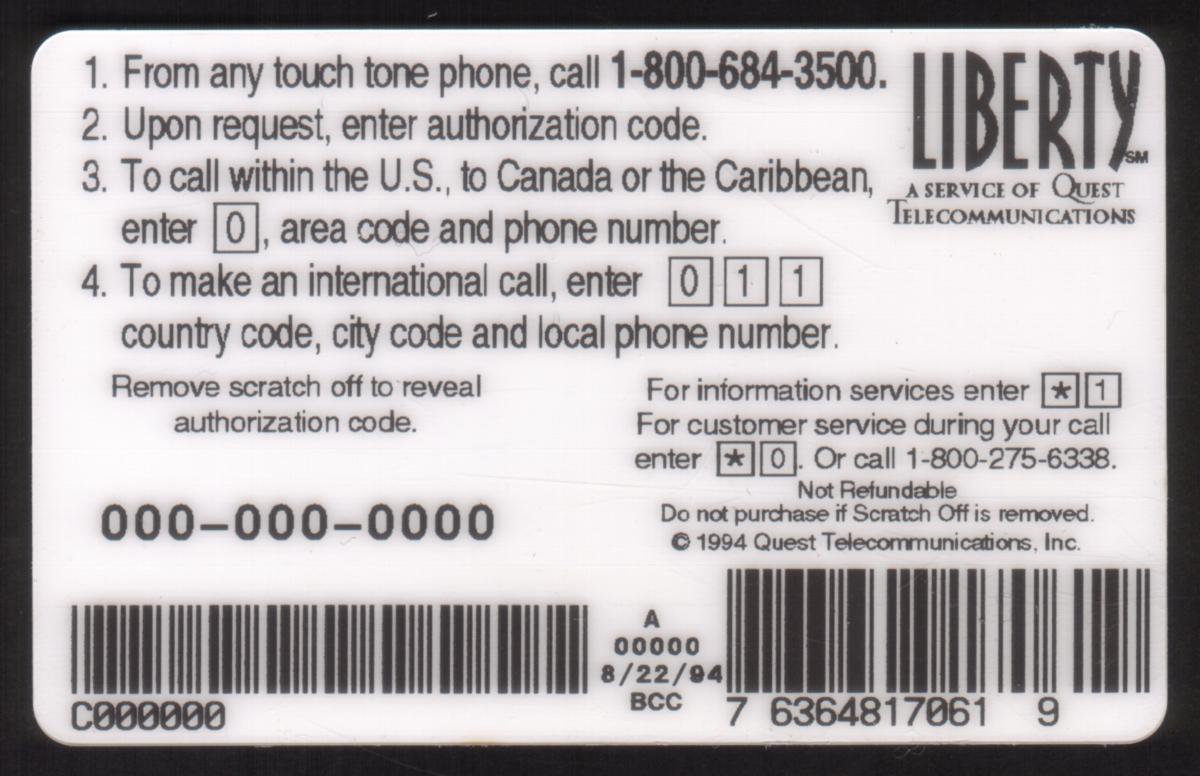 1. From any touch tone phone, call 1-800-684-3500.
2. Upon request, enter authorization code.
3. To call within the U.S., to Canada or the Caribbean,
enter 0, area code and phone number.
4. To make an international call, enter 0 1 1
country code, city code and local phone number.
LIBERTY SM
A SERVICE OF QUEST
TELECOMMUNICATIONS
Remove scratch off to reveal
authorization code.
000-000-0000
For information services enter * 1
For customer service during your call
enter * 0. Or call 1-800-275-6338.
Not Refundable
Do not purchase if Scratch Off is removed.
© 1994 Quest Telecommunications, Inc.
C000000
A
00000
8/22/94
BCC
7 6364817061 9